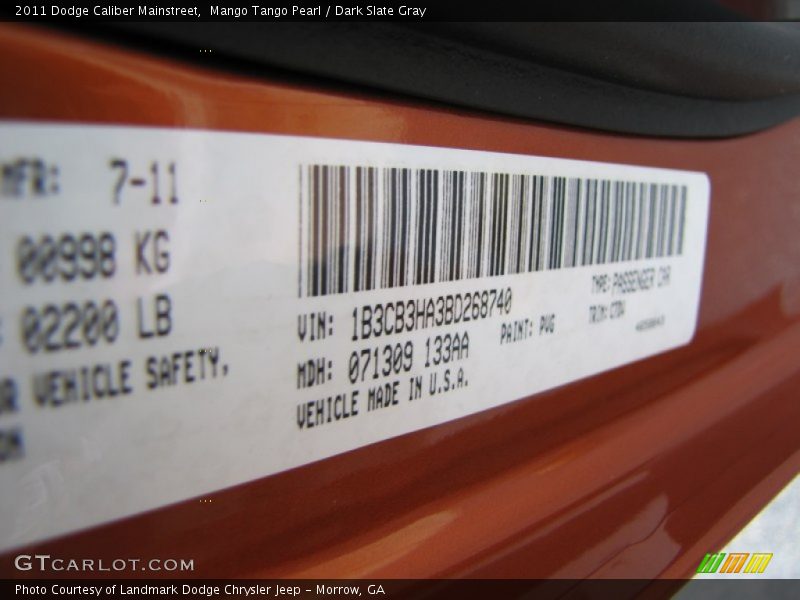 2011 Dodge Caliber Mainstreet,  Mango Tango Pearl / Dark Slate Gray
MFR: 7-11
00998 KG
02200 LB
VEHICLE SAFETY,
VIN: 1B3CB3HA3BD268740
MDH: 071309 133AA
VEHICLE MADE IN U.S.A.
PAINT: PVG
TYPE: PASSENGER CAR
TRIM:
GTCARLOT.COM
Photo Courtesy of Landmark Dodge Chrysler Jeep - Morrow, GA